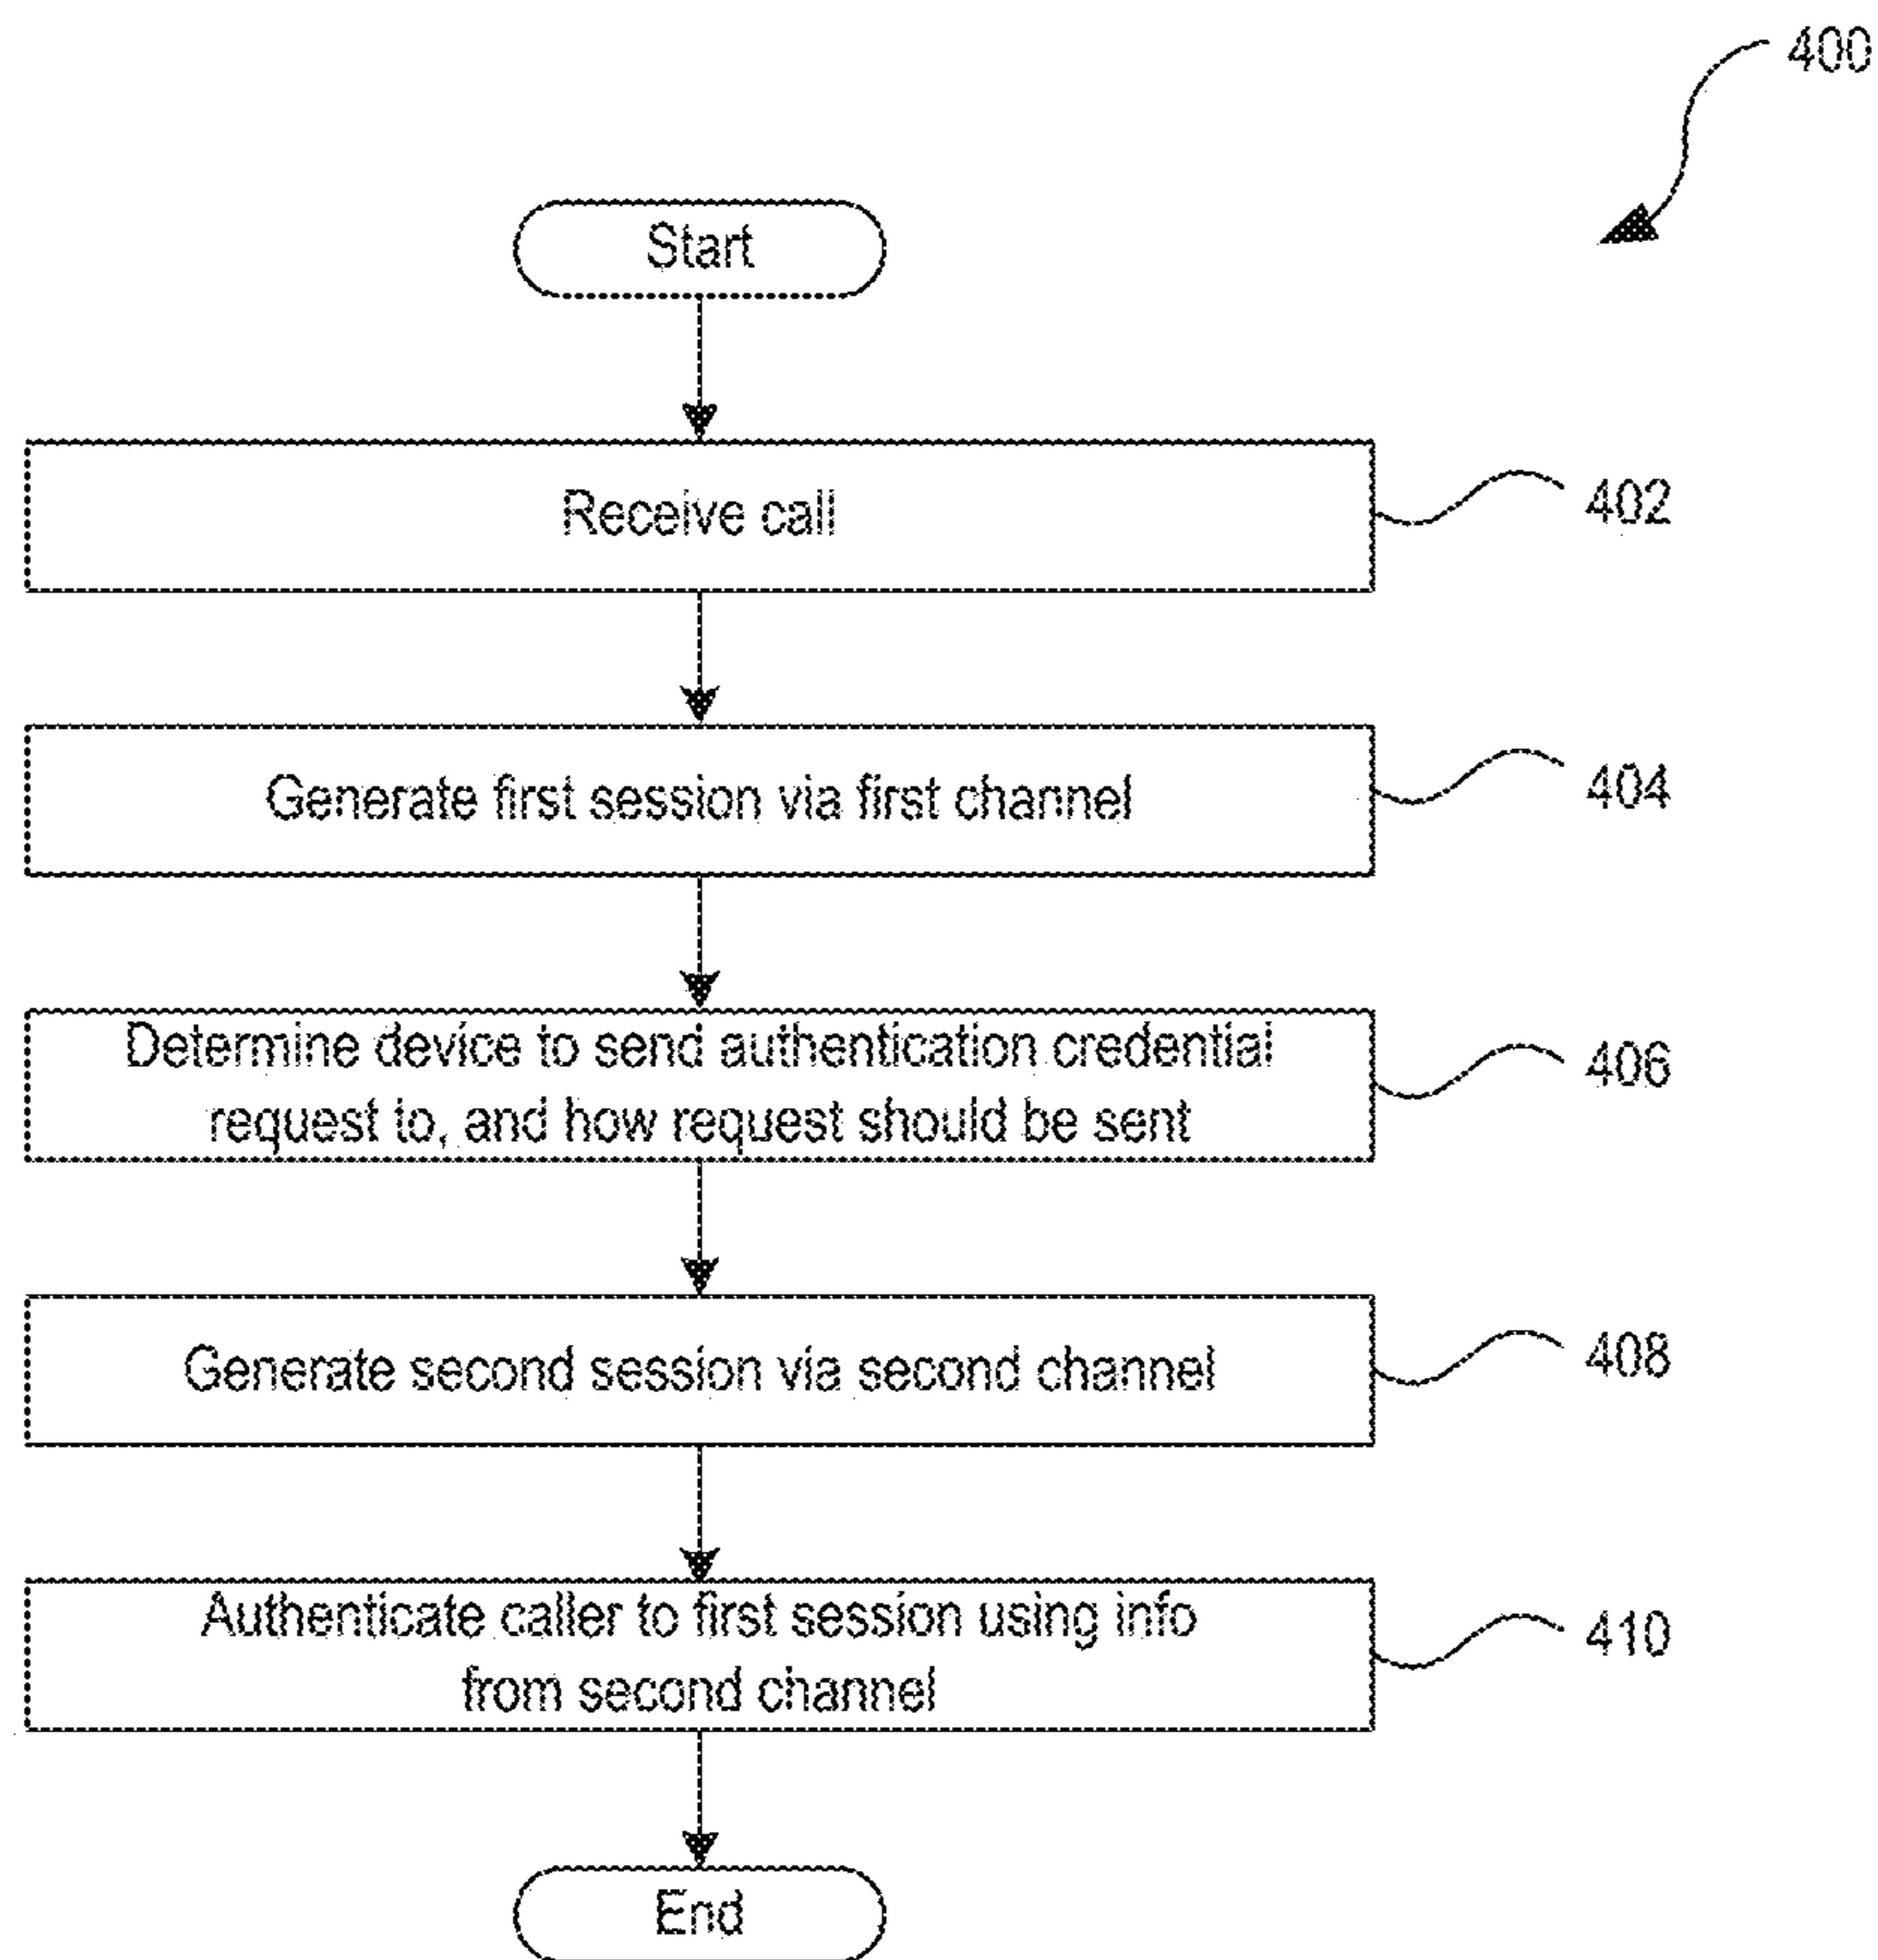 400
Start
Receive call
402
Generate first session via first channel
404
Determine device to send authentication credential
request to, and how request should be sent
406
Generate second session via second channel
408
Authenticate caller to first session using info
from second channel
410
End